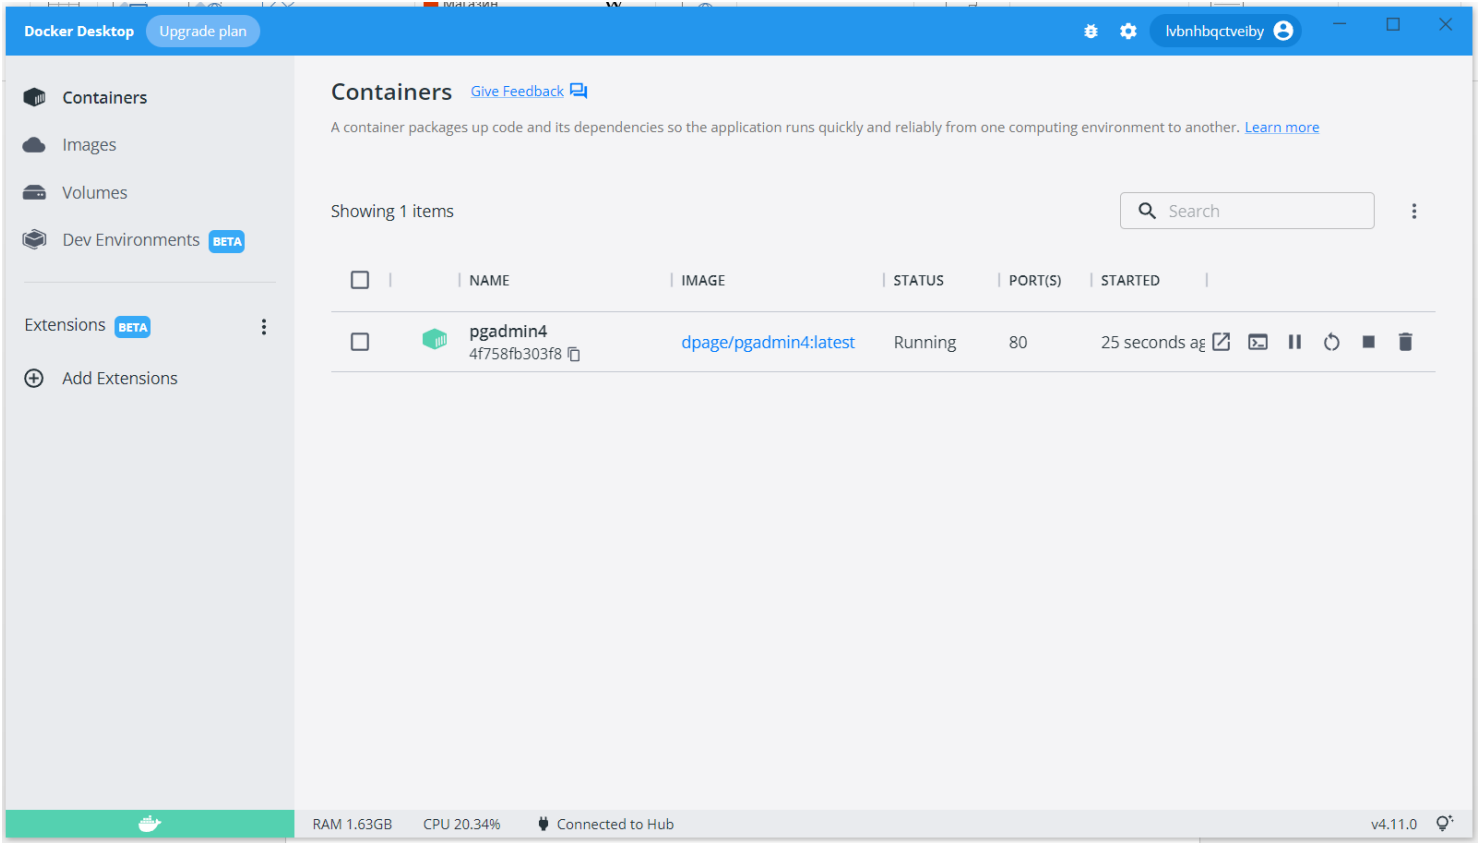 Магазин
W
Docker Desktop
Upgrade plan
lvbnhbqctveiby
Containers
Images
Volumes
Dev Environments BETA
Extensions BETA
Add Extensions
Containers Give Feedback
A container packages up code and its dependencies so the application runs quickly and reliably from one computing environment to another. Learn more
Showing 1 items
Search
NAME IMAGE STATUS PORT(S) STARTED
pgadmin4
4f758fb303f8
dpage/pgadmin4:latest Running 80 25 seconds ag
RAM 1.63GB CPU 20.34% Connected to Hub v4.11.0